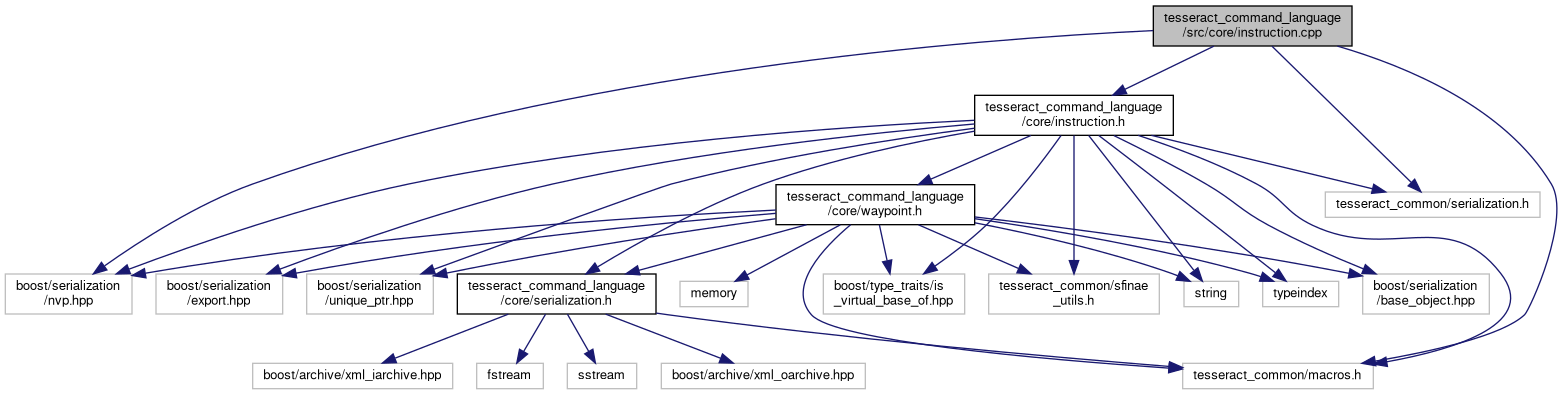 tesseract_command_language
/src/core/instruction.cpp
tesseract_command_language
/core/instruction.h
tesseract_command_language
/core/waypoint.h
tesseract_common/serialization.h
boost/serialization
/nvp.hpp
boost/serialization
/export.hpp
boost/serialization
/unique_ptr.hpp
tesseract_command_language
/core/serialization.h
memory
boost/type_traits/is
_virtual_base_of.hpp
tesseract_common/sfinae
_utils.h
string
typeindex
boost/serialization
/base_object.hpp
boost/archive/xml_iarchive.hpp
fstream
sstream
boost/archive/xml_oarchive.hpp
tesseract_common/macros.h